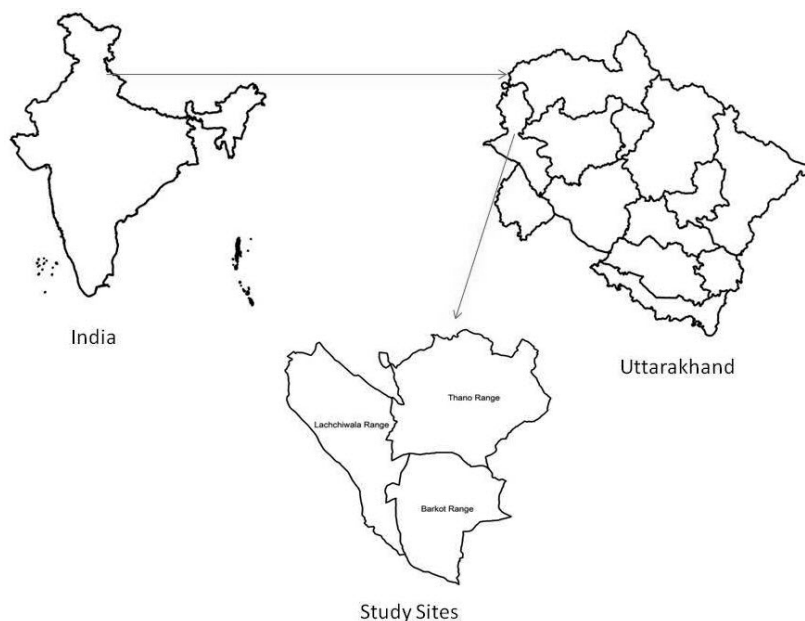 India
Uttarakhand
Thano Range
Lachchiwala Range
Barkot Range
Study Sites